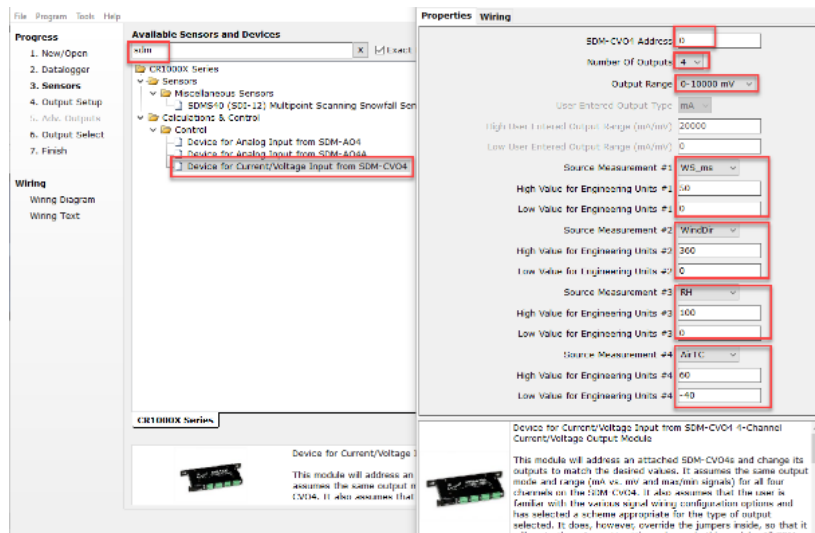 File Program Tools Help
Progress
1. New/Open
2. Datalogger
3. Sensors
4. Output Setup
5. Adv. Outputs
6. Output Select
7. Finish
Wiring
Wiring Diagram
Wiring Text
Available Sensors and Devices
sdm
X
Exact
CR1000X Series
Sensors
Miscellaneous Sensors
SDMS40 (SDI-12) Multipoint Scanning Snowfall Sen
Calculations & Control
Control
Device for Analog Input from SDM-AO4
Device for Analog Input from SDM-AO4A
Device for Current/Voltage Input from SDM-CVO4
CR1000X Series
Device for Current/Voltage I
This module will address an
assumes the same output m
CVO4. It also assumes that
Properties Wiring
SDM-CVO4 Address 0
Number Of Outputs 4
Output Range 0-10000 mV
User Entered Output Type mA
High User Entered Output Range (mA/mV) 20000
Low User Entered Output Range (mA/mV) 0
Source Measurement #1 WS_ms
High Value for Engineering Units #1 50
Low Value for Engineering Units #1 0
Source Measurement #2 WindDir
High Value for Engineering Units #2 360
Low Value for Engineering Units #2 0
Source Measurement #3 RH
High Value for Engineering Units #3 100
Low Value for Engineering Units #3 0
Source Measurement #4 AirTC
High Value for Engineering Units #4 60
Low Value for Engineering Units #4 -40
Device for Current/Voltage Input from SDM-CVO4 4-Channel
Current/Voltage Output Module
This module will address an attached SDM-CVO4s and change its
outputs to match the desired values. It assumes the same output
mode and range (mA vs. mV and max/min signals) for all four
channels on the SDM CVO4. It also assumes that the user is
familiar with the various signal wiring configuration options and
has selected a scheme appropriate for the type of output
selected. It does, however, override the jumpers inside, so that it